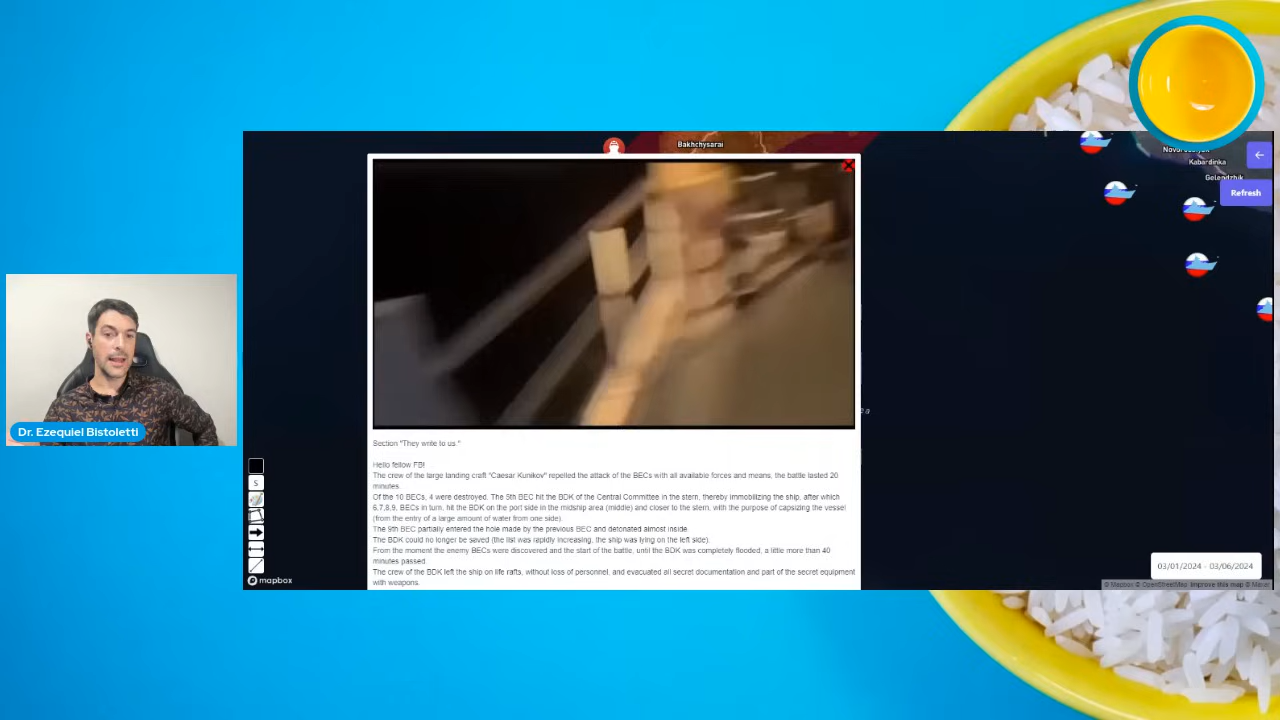 Bakhchysarai
Kabardinka
Gelendzhik
Refresh
Dr. Ezequiel Bistoletti
Section "They write to us "
Hello fellow FB!
The crew of the large landing craft "Caesar Kunikov" repelled the attack of the BECs with all available forces and means, the battle lasted 20
minutes.
Of the 10 BECs, 4 were destroyed. The 5th BEC hit the BDK of the Central Committee in the stern, thereby immobilizing the ship, after which
6,7,8,9, BECs in turn, hit the BDK on the port side in the midship area (middle) and closer to the stern, with the purpose of capsizing the vessel
(from the entry of a large amount of water from one side).
The 9th BEC partially entered the hole made by the previous BEC and detonated almost inside.
The BDK could no longer be saved (the list was rapidly increasing, the ship was lying on the left side).
From the moment the enemy BECs were discovered and the start of the battle, until the BDK was completely flooded, a little more than 40
minutes passed.
The crew of the BDK left the ship on life rafts, without loss of personnel, and evacuated all secret documentation and part of the secret equipment
with weapons.
S
mapbox
03/01/2024 - 03/06/2024
© Mapbox © OpenStreetMap Improve this map © Maxar